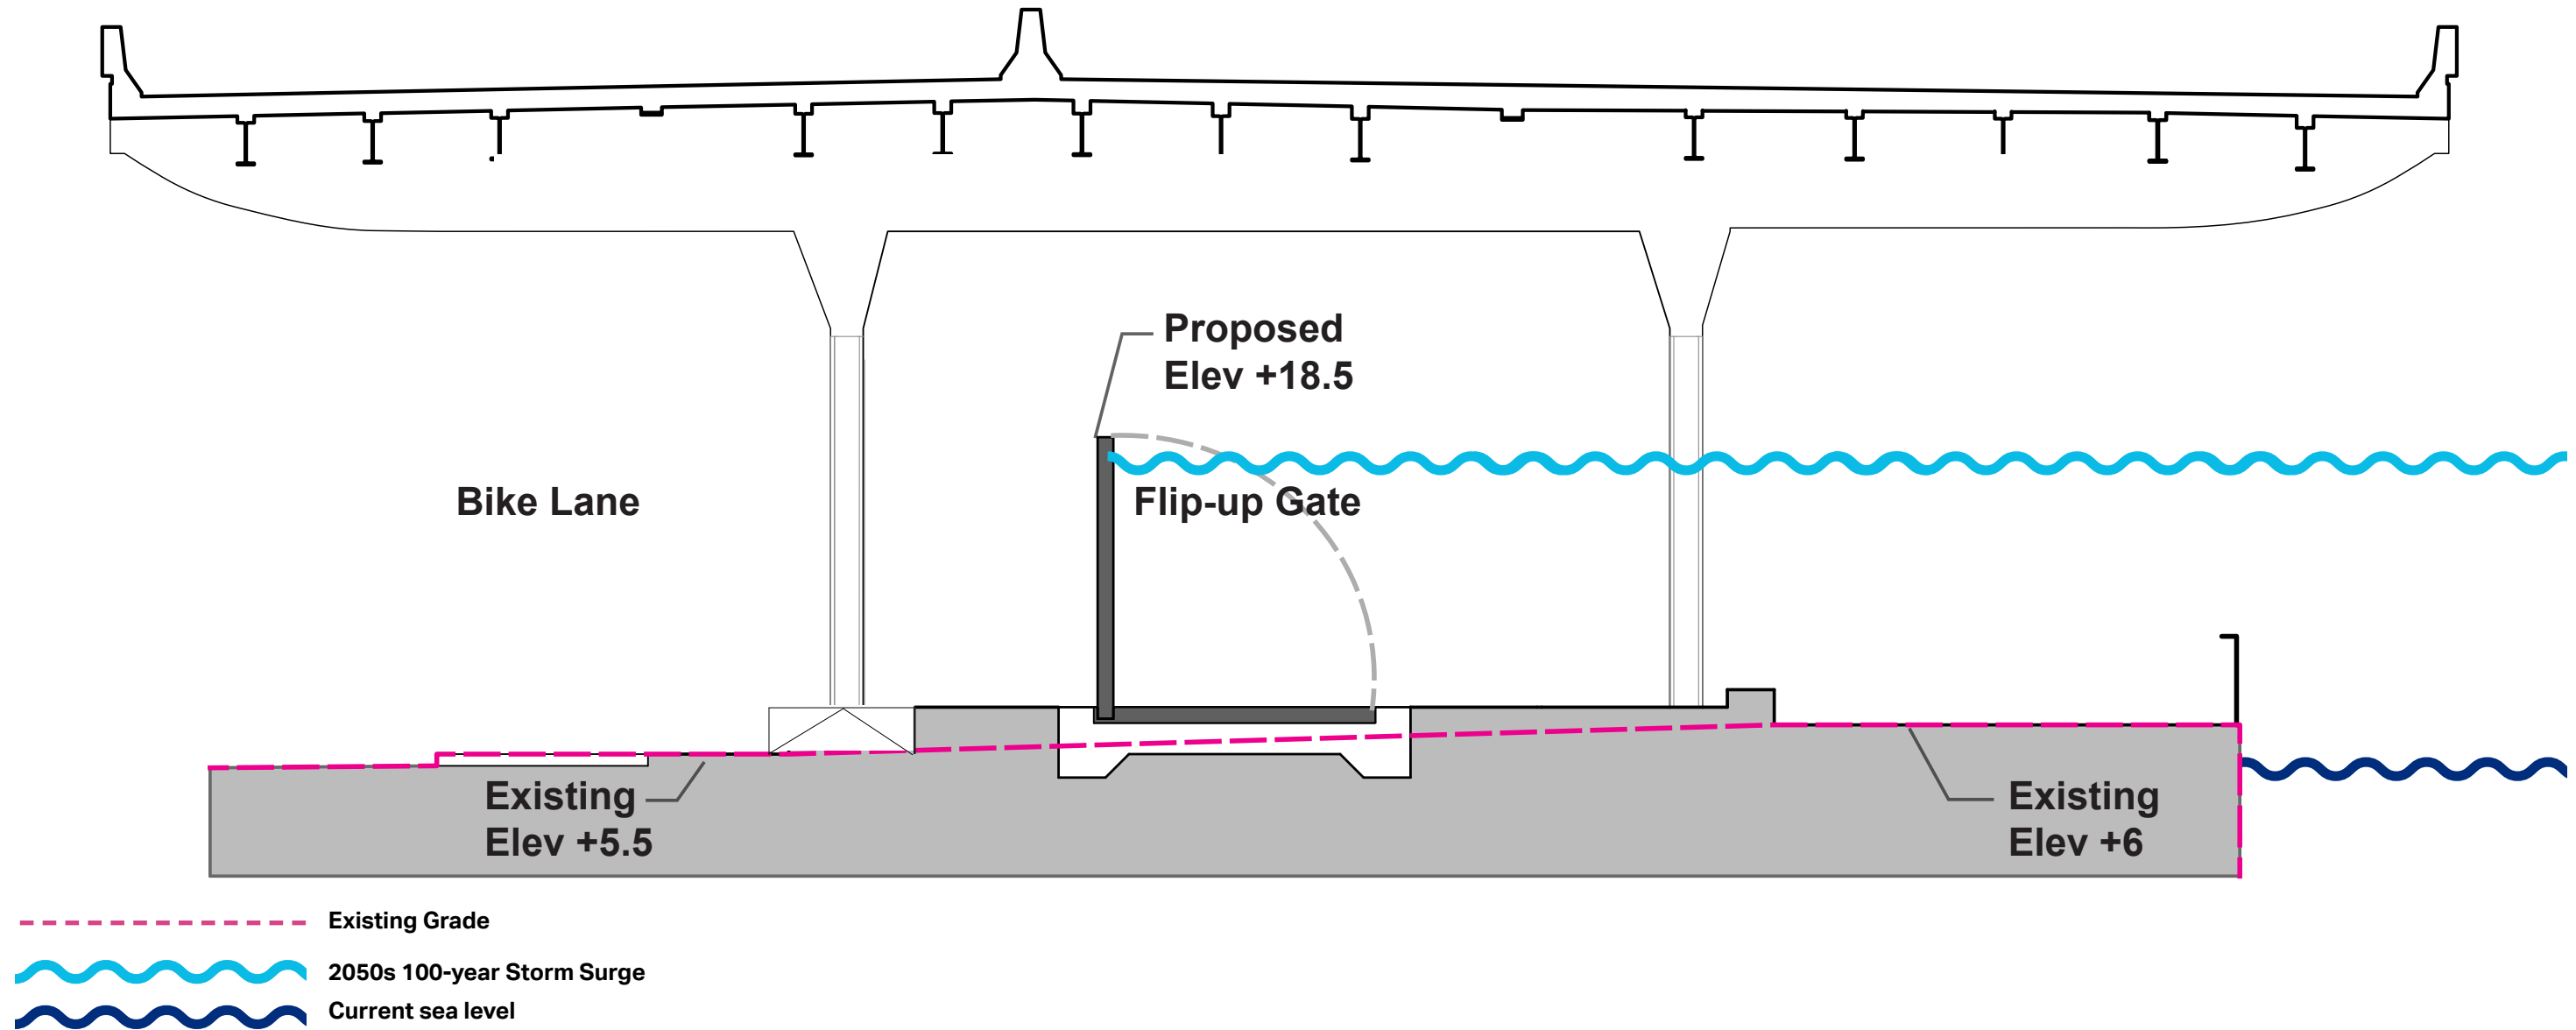 Proposed
Elev +18.5
Bike Lane
Flip-up Gate
Existing
Elev +5.5
Existing
Elev +6
Existing Grade
2050s 100-year Storm Surge
Current sea level